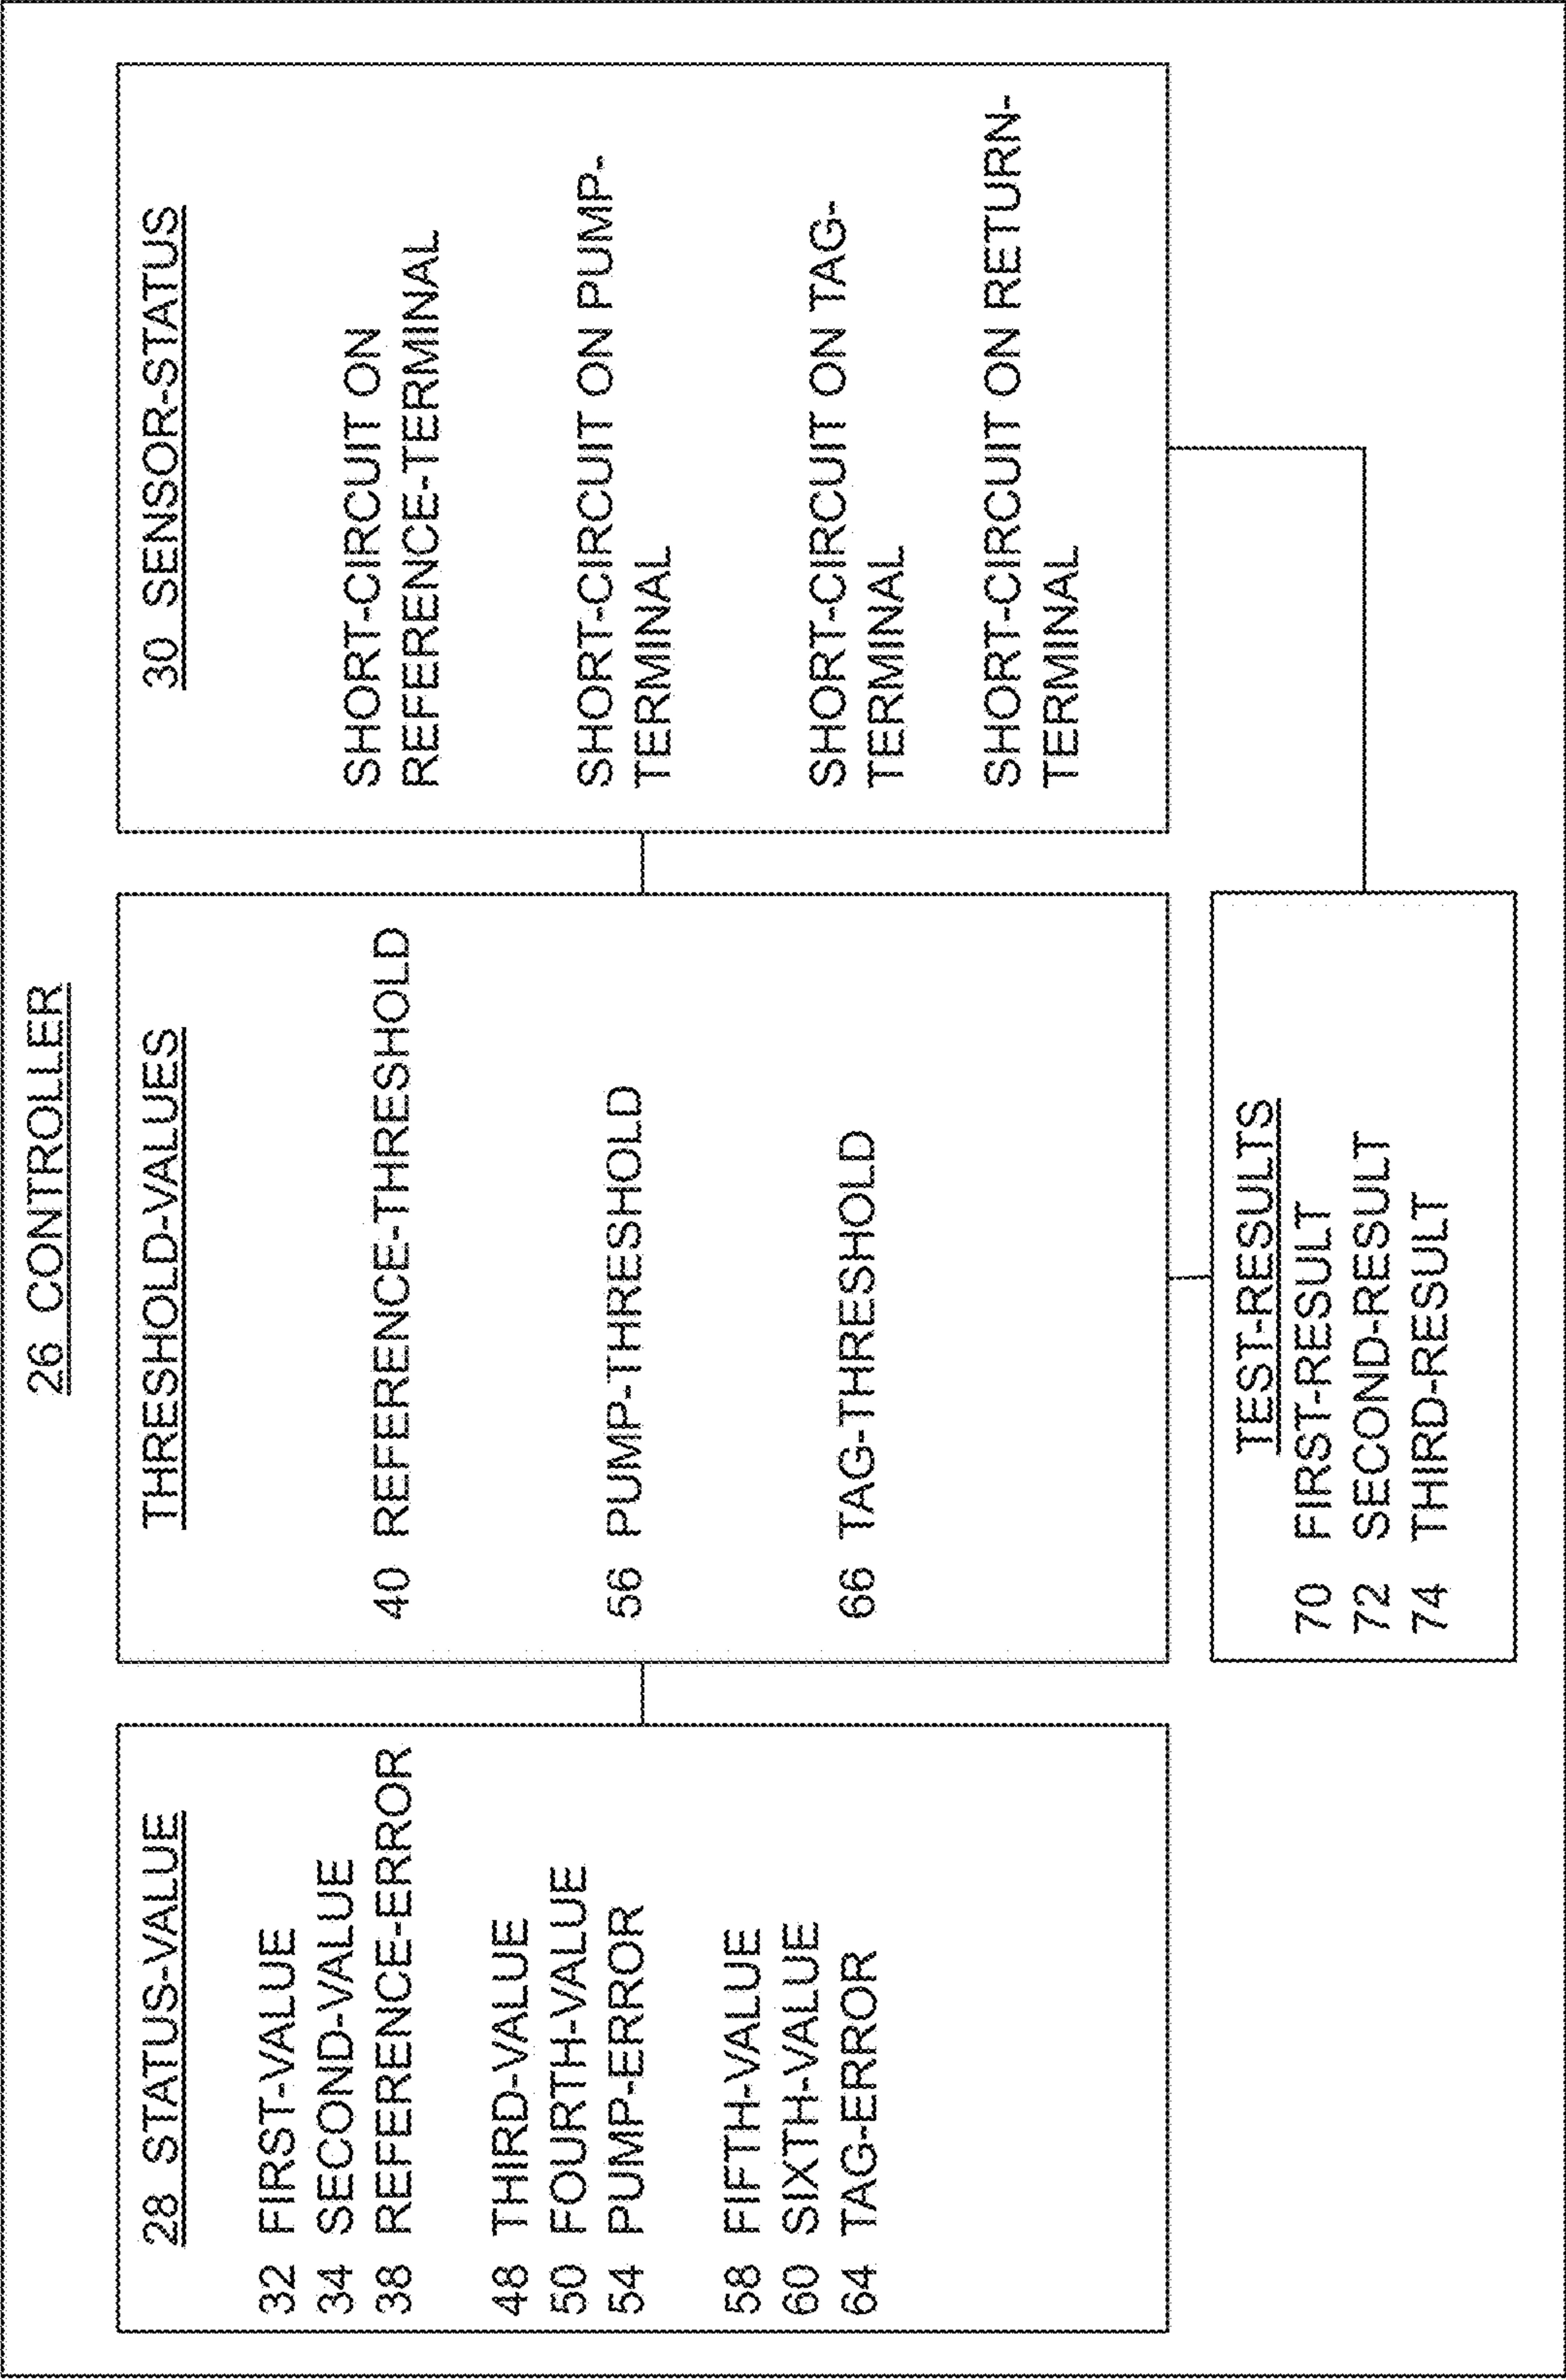 26 CONTROLLER
28 STATUS-VALUE
32 FIRST-VALUE
34 SECOND-VALUE
38 REFERENCE-ERROR
48 THIRD-VALUE
50 FOURTH-VALUE
54 PUMP-ERROR
58 FIFTH-VALUE
60 SIXTH-VALUE
64 TAG-ERROR
THRESHOLD-VALUES
40 REFERENCE-THRESHOLD
56 PUMP-THRESHOLD
66 TAG-THRESHOLD
30 SENSOR-STATUS
SHORT-CIRCUIT ON
REFERENCE-TERMINAL
SHORT-CIRCUIT ON PUMP-
TERMINAL
SHORT-CIRCUIT ON TAG-
TERMINAL
SHORT-CIRCUIT ON RETURN-
TERMINAL
TEST-RESULTS
70 FIRST-RESULT
72 SECOND-RESULT
74 THIRD-RESULT